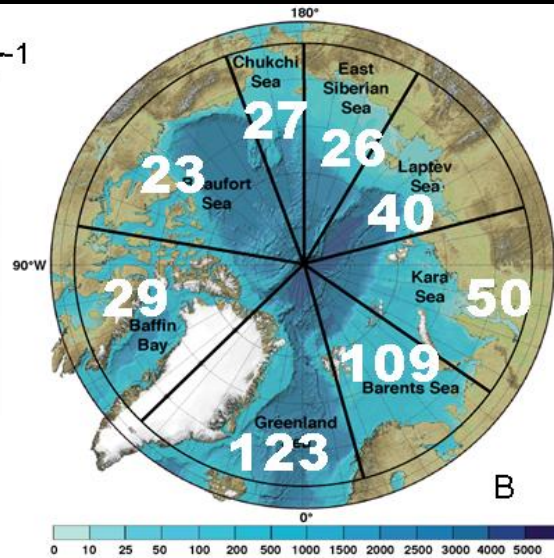 180°
-1
Chukchi
Sea
East
Siberian
Sea
27
26
Laptev
Sea
23
Beaufort
Sea
40
90°W
Kara
Sea
50
29
Baffin
Bay
109
Barents Sea
Greenland
123
B
0°
0 10 25 50 100 200 500 1000 1500 2000 2500 3000 4000 5000